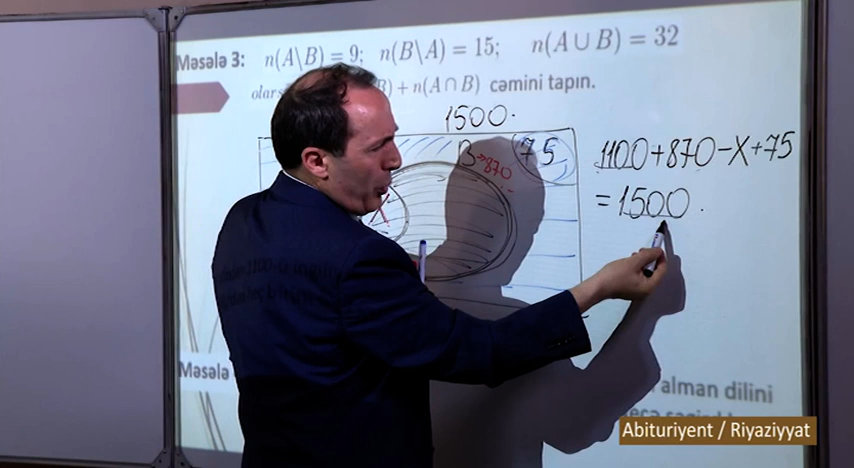 Məsələ 3: n(A\B) = 9; n(B\A) = 15; n(A ∪ B) = 32
B) + n(A ∩ B) cəmini tapın.
1500.
B → 870
75
X
1100+870-X+75
= 1500.
Məsələ
alman dilini
Abituriyent / Riyaziyyat